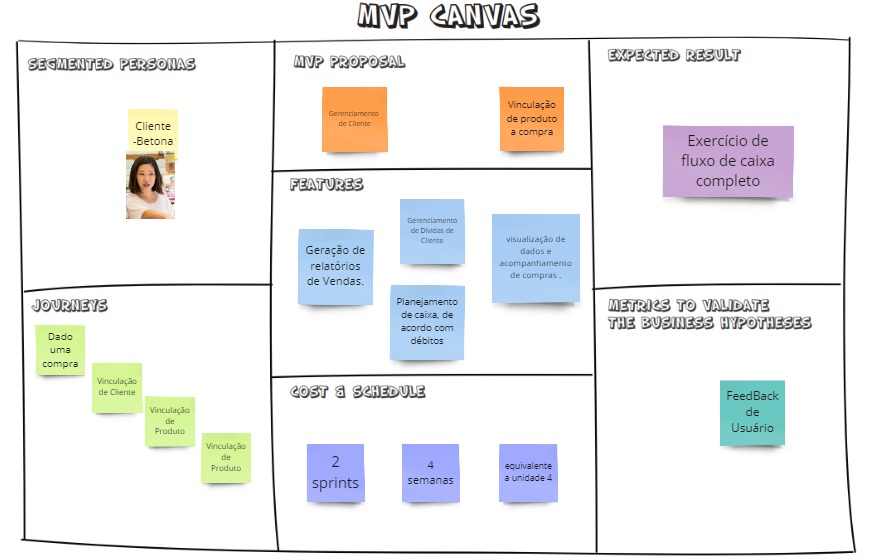 MVP CANVAS
SEGMENTED PERSONAS
Cliente
-Betona
MVP PROPOSAL
Gerenciamento
de Cliente
Vinculação
de produto
a compra
EXPECTED RESULT
Exercício de
fluxo de caixa
completo
FEATURES
Geração de
relatórios
de Vendas.
Gerenciamento
de Dívidas de
Cliente
visualização de
dados e
acompanhamento
de compras .
Planejamento
de caixa, de
acordo com
débitos
JOURNEYS
Dado
uma
compra
Vinculação
de Cliente
Vinculação
de
Produto
Vinculação
de
Produto
COST & SCHEDULE
2
sprints
4
semanas
equivalente
a unidade 4
METRICS TO VALIDATE
THE BUSINESS HYPOTHESES
FeedBack
de
Usuário